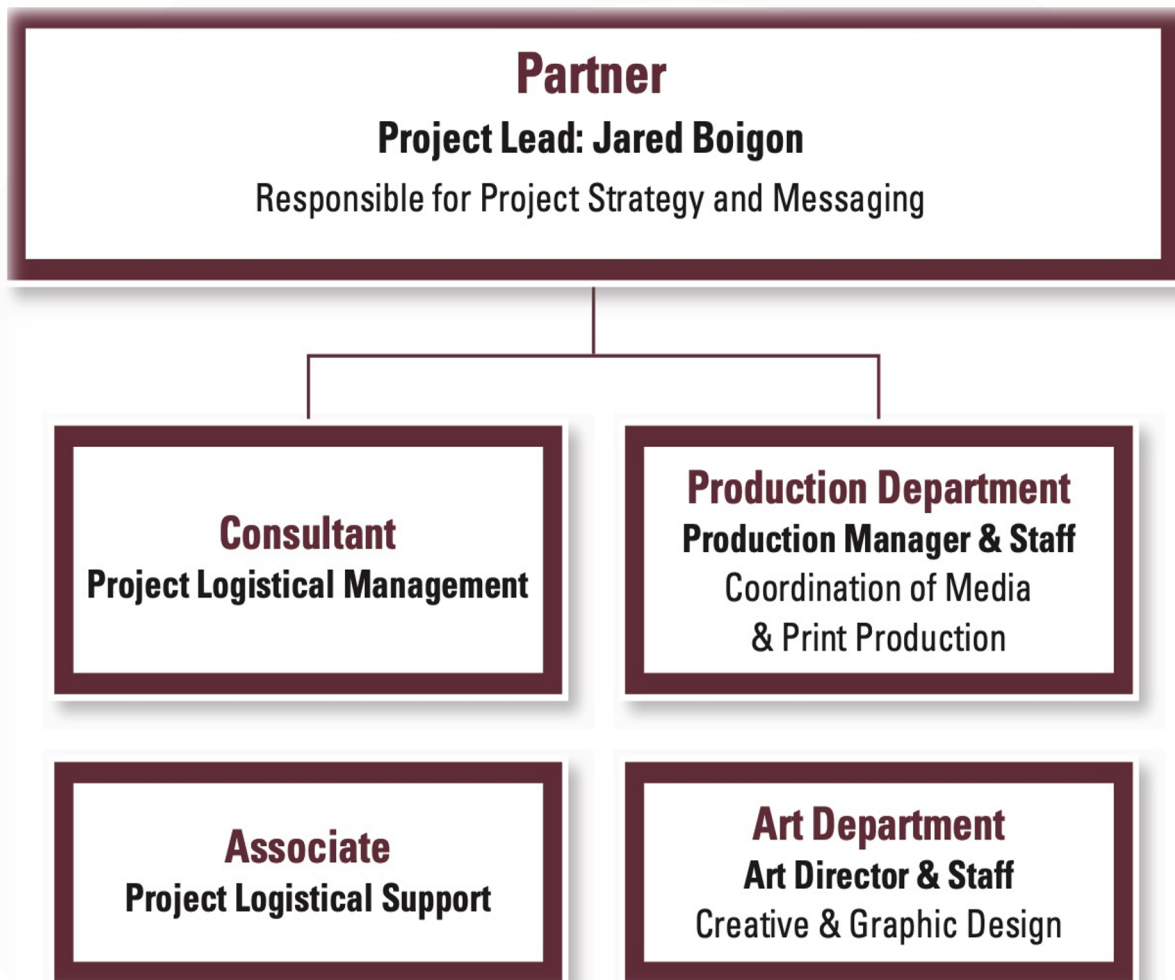 Partner
Project Lead: Jared Boigon
Responsible for Project Strategy and Messaging
Consultant
Project Logistical Management
Production Department
Production Manager & Staff
Coordination of Media
& Print Production
Associate
Project Logistical Support
Art Department
Art Director & Staff
Creative & Graphic Design